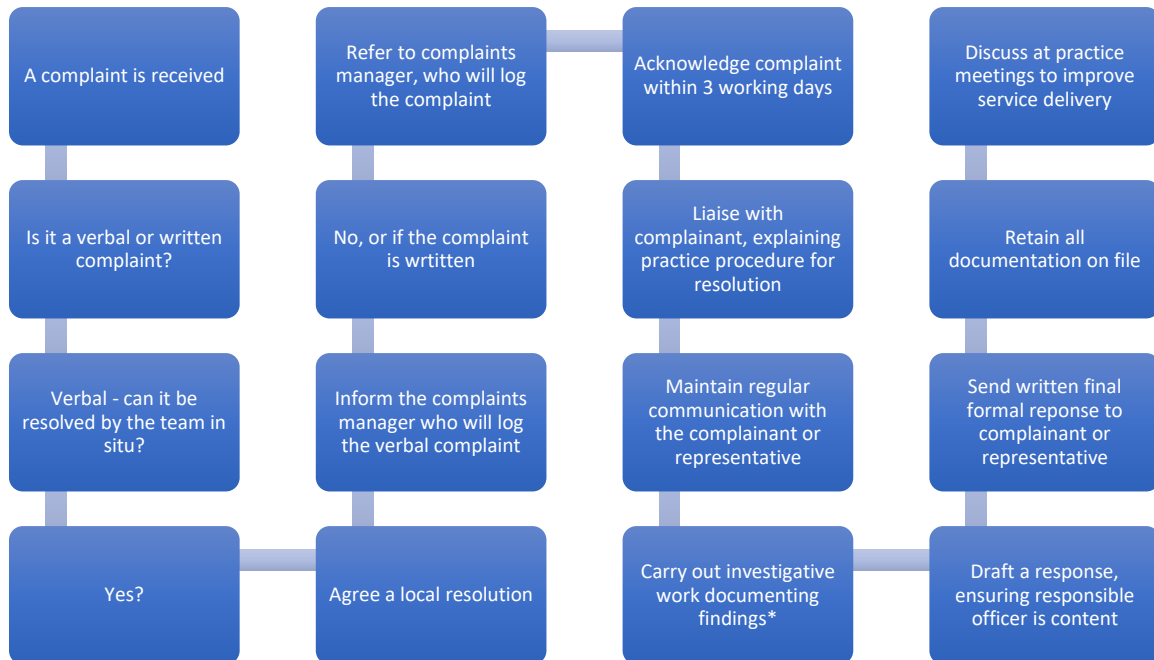 A complaint is received
Is it a verbal or written
complaint?
Verbal - can it be
resolved by the team in
situ?
Yes?
Agree a local resolution
Inform the complaints
manager who will log
the verbal complaint
No, or if the complaint
is wrtitten
Refer to complaints
manager, who will log
the complaint
Acknowledge complaint
within 3 working days
Liaise with
complainant, explaining
practice procedure for
resolution
Maintain regular
communication with
the complainant or
representative
Carry out investigative
work documenting
findings*
Draft a response,
ensuring responsible
officer is content
Send written final
formal reponse to
complainant or
representative
Retain all
documentation on file
Discuss at practice
meetings to improve
service delivery